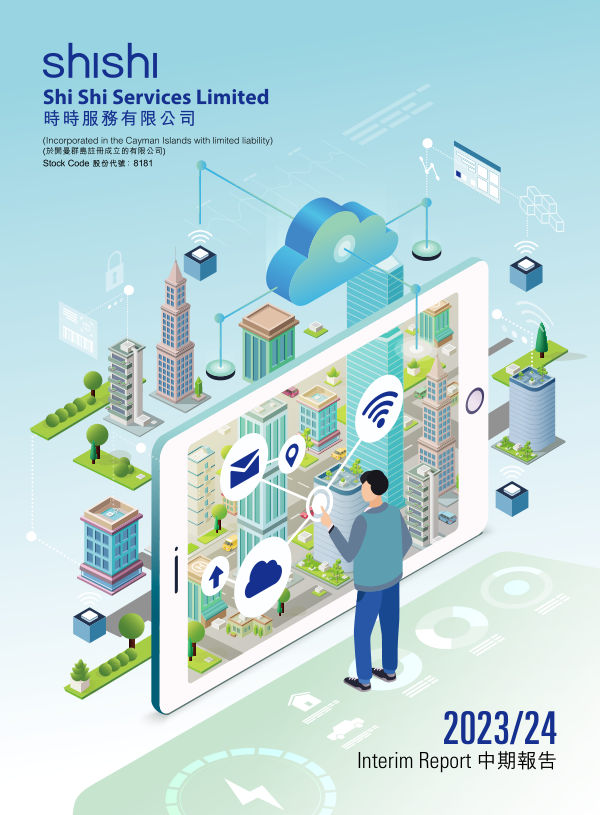 shishi
Shi Shi Services Limited
時時服務有限公司
(Incorporated in the Cayman Islands with limited liability)
(於開曼群島註冊成立的有限公司)
Stock Code 股份代號：8181
2023/24
Interim Report 中期報告